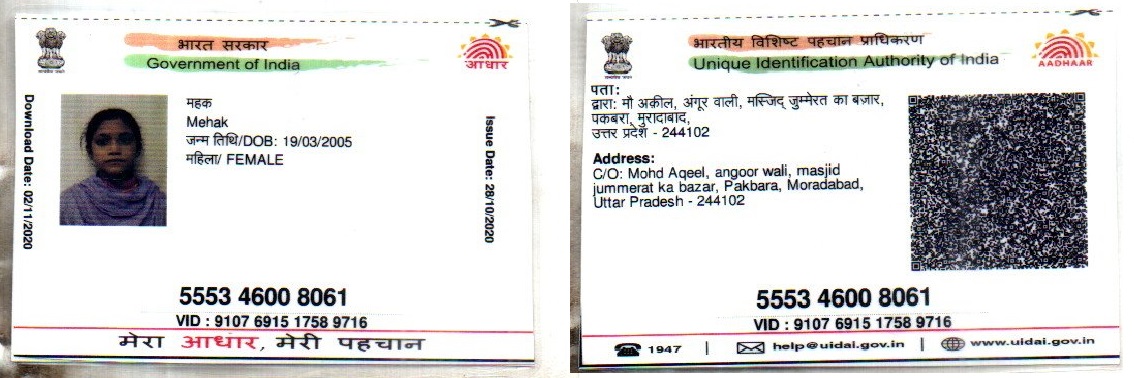 भारत सरकार
Government of India
आधार
Download Date: 02/11/2020
महक
Mehak
जन्म तिथि/DOB: 19/03/2005
महिला/ FEMALE
Issue Date: 28/10/2020
5553 4600 8061
VID : 9107 6915 1758 9716
मेरा आधार, मेरी पहचान
भारतीय विशिष्ट पहचान प्राधिकरण
Unique Identification Authority of India
AADHAAR
पता:
द्वारा: मौ अकील, अंगूर वाली, मस्जिद जुम्मेरत का बज़ार,
पकबरा, मुरादाबाद,
उत्तर प्रदेश - 244102
Address:
C/O: Mohd Aqeel, angoor wali, masjid
jummerat ka bazar, Pakbara, Moradabad,
Uttar Pradesh - 244102
5553 4600 8061
VID : 9107 6915 1758 9716
1947 | help@uidai.gov.in | www.uidai.gov.in